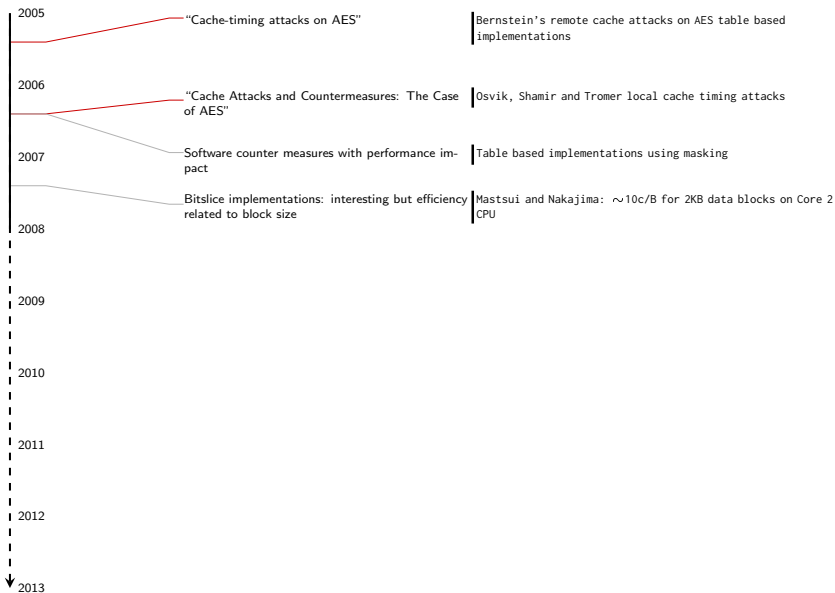 2005
“Cache-timing attacks on AES”
Bernstein's remote cache attacks on AES table based
implementations
2006
“Cache Attacks and Countermeasures: The Case
of AES”
Osvik, Shamir and Tromer local cache timing attacks
2007
Software counter measures with performance im-
pact
Table based implementations using masking
Bitslice implementations: interesting but efficiency
related to block size
Mastsui and Nakajima: ∼10c/B for 2KB data blocks on Core 2
CPU
2008
2009
2010
2011
2012
2013